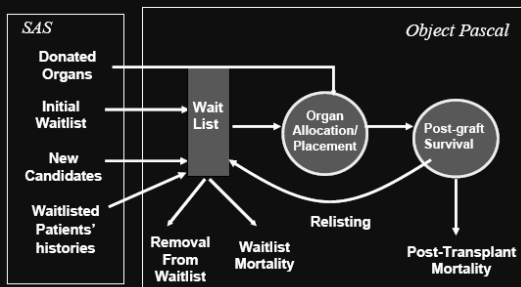 SAS
Object Pascal
Donated
Organs
Initial
Waitlist
New
Candidates
Waitlisted
Patients'
histories
Wait
List
Organ
Allocation/
Placement
Post-graft
Survival
Relisting
Removal
From
Waitlist
Waitlist
Mortality
Post-Transplant
Mortality